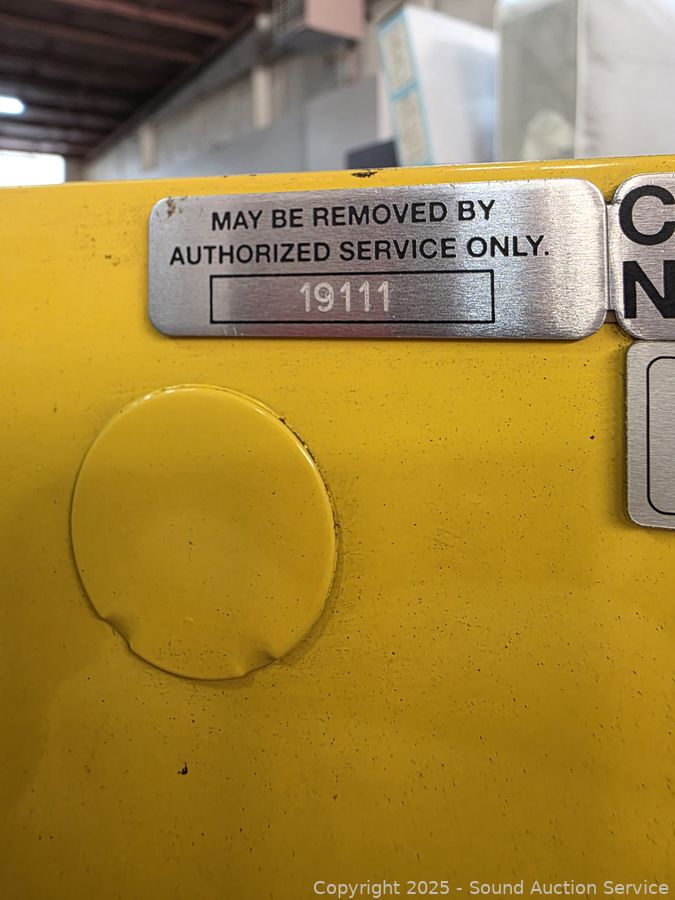 MAY BE REMOVED BY
AUTHORIZED SERVICE ONLY.
19111
C
N
Copyright 2025 - Sound Auction Service